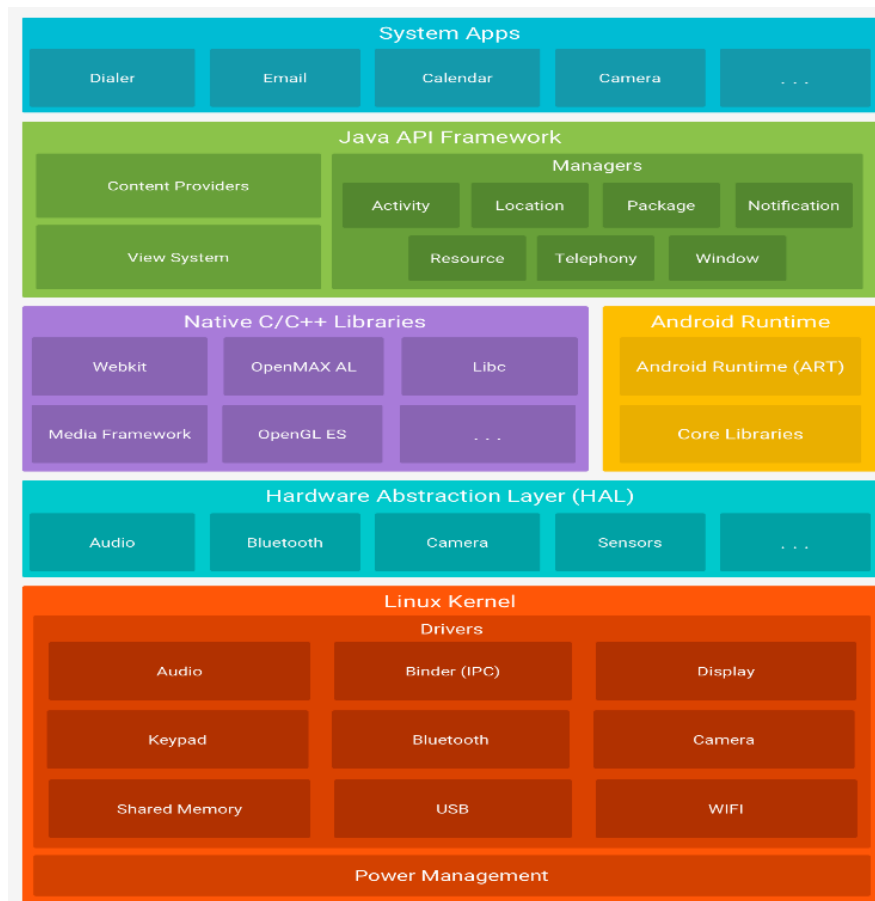 System Apps
Dialer
Email
Calendar
Camera
. . .
Java API Framework
Content Providers
View System
Managers
Activity
Location
Package
Notification
Resource
Telephony
Window
Native C/C++ Libraries
Webkit
OpenMAX AL
Libc
Media Framework
OpenGL ES
. . .
Android Runtime
Android Runtime (ART)
Core Libraries
Hardware Abstraction Layer (HAL)
Audio
Bluetooth
Camera
Sensors
. . .
Linux Kernel
Drivers
Audio
Binder (IPC)
Display
Keypad
Bluetooth
Camera
Shared Memory
USB
WIFI
Power Management